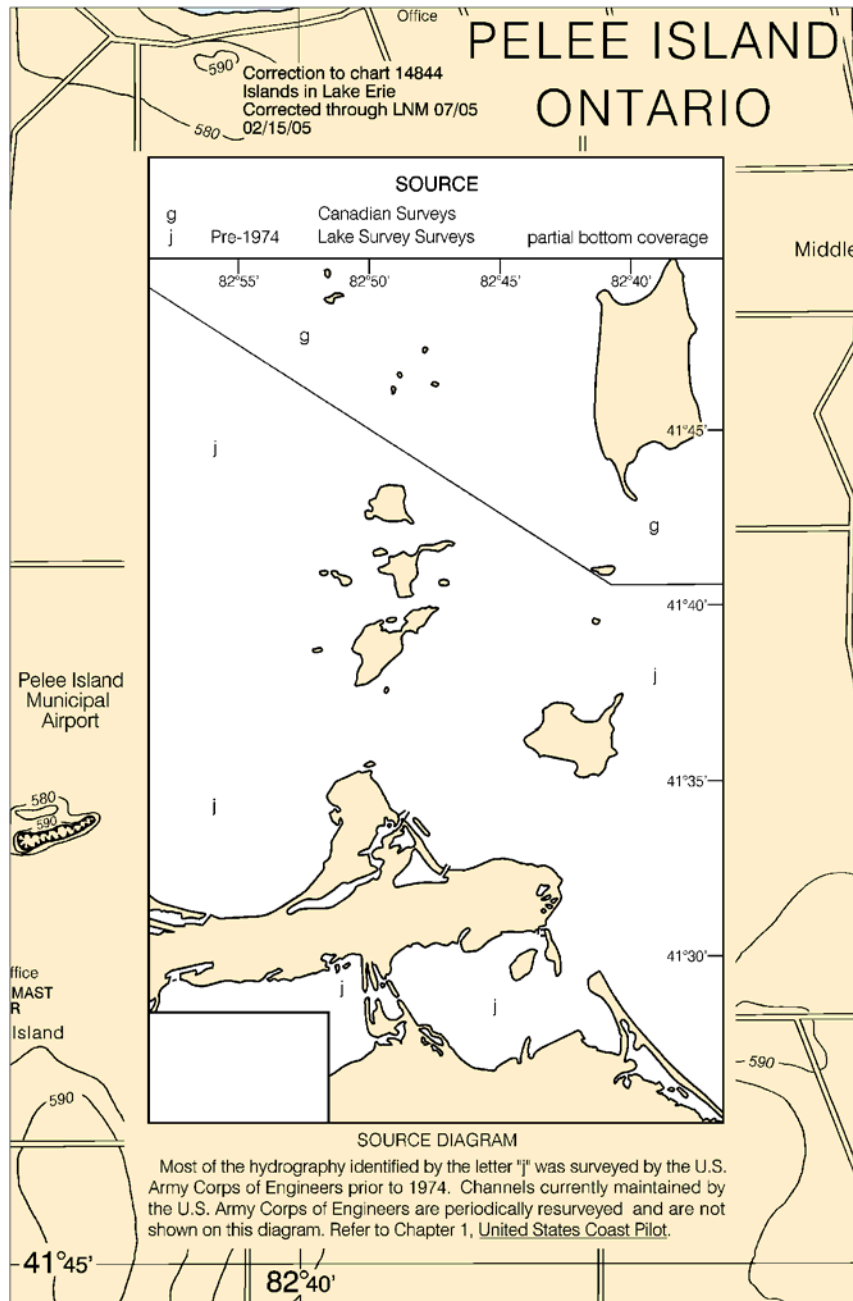 Office
PELEE ISLAND
ONTARIO
590
Correction to chart 14844
Islands in Lake Erie
Corrected through LNM 07/05
02/15/05
580
SOURCE
g Canadian Surveys
j Pre-1974 Lake Survey Surveys partial bottom coverage
Middle
82°55' 82°50' 82°45' 82°40'
g
41°45'
j
g
41°40'
j
Pelee Island
Municipal
Airport
41°35'
580
590
j
41°30'
ffice
MAST
R
Island
j
j
590
590
SOURCE DIAGRAM
Most of the hydrography identified by the letter "j" was surveyed by the U.S.
Army Corps of Engineers prior to 1974. Channels currently maintained by
the U.S. Army Corps of Engineers are periodically resurveyed and are not
shown on this diagram. Refer to Chapter 1, United States Coast Pilot.
41°45'
82°40'